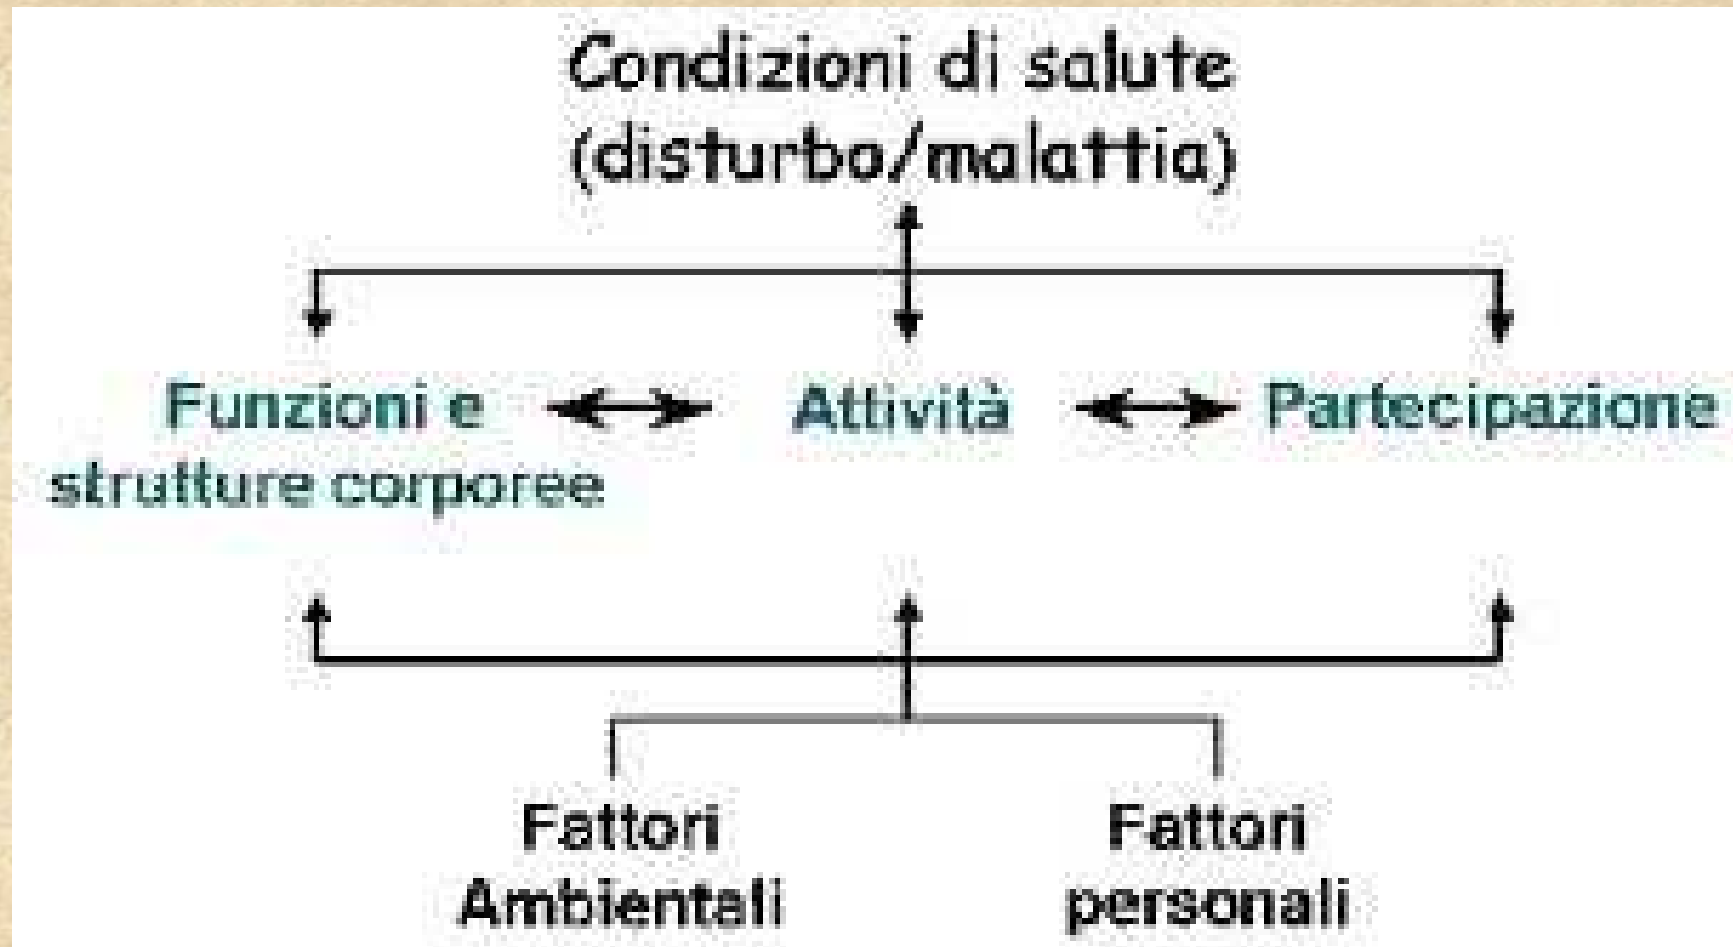 Condizioni di salute
(disturbo/malattia)
Funzioni e
strutture corporee
Attività
Partecipazione
Fattori
Ambientali
Fattori
personali